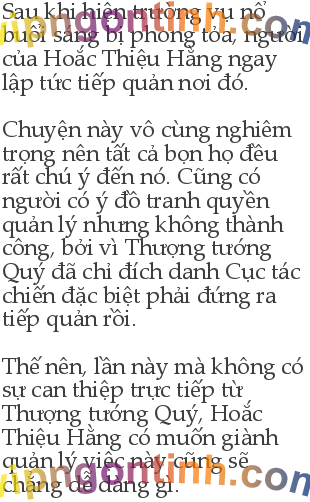 Sau khi hiện trường vụ nổ
buổi sáng bị phong tỏa, người
của Hoắc Thiệu Hằng ngay
lập tức tiếp quản nơi đó.
Chuyện này vô cùng nghiêm
trọng nên tất cả bọn họ đều
rất chú ý đến nó. Cũng có
người có ý đồ tranh quyền
quản lý nhưng không thành
công, bởi vì Thượng tướng
Quý đã chỉ đích danh Cục tác
chiến đặc biệt phải đứng ra
tiếp quản rồi.
Thế nên, lần này mà không có
sự can thiệp trực tiếp từ
Thượng tướng Quý, Hoắc
Thiệu Hằng có muốn giành
quản lý việc này cũng sẽ
chẳng dễ dàng gì.